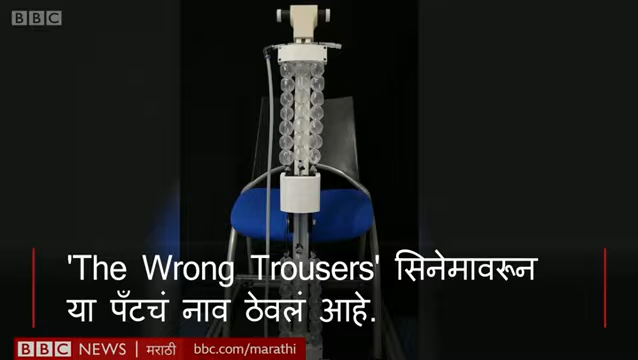 BBC
'The Wrong Trousers' सिनेमावरून
या पँटचं नाव ठेवलं आहे.
BBC NEWS | मराठी bbc.com/marathi